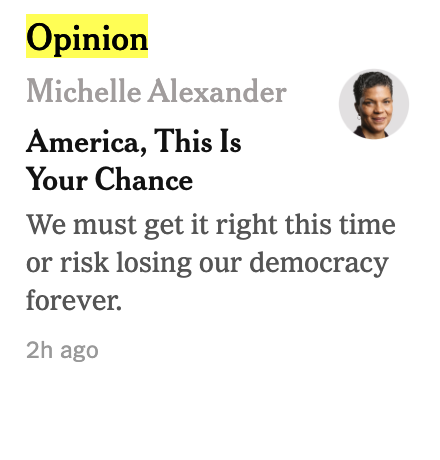 Opinion
Michelle Alexander
America, This Is
Your Chance
We must get it right this time
or risk losing our democracy
forever.
2h ago